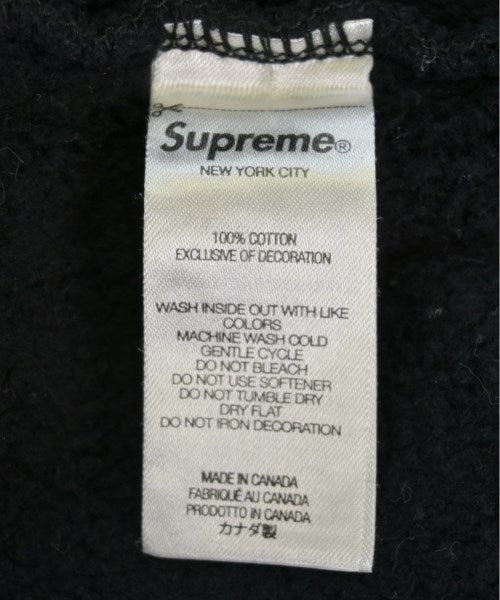 Supreme®
NEW YORK CITY
100% COTTON
EXCLUSIVE OF DECORATION
WASH INSIDE OUT WITH LIKE
COLORS
MACHINE WASH COLD
GENTLE CYCLE
DO NOT BLEACH
DO NOT USE SOFTENER
DO NOT TUMBLE DRY
DRY FLAT
DO NOT IRON DECORATION
MADE IN CANADA
FABRIQUÉ AU CANADA
PRODOTTO IN CANADA
カナダ製